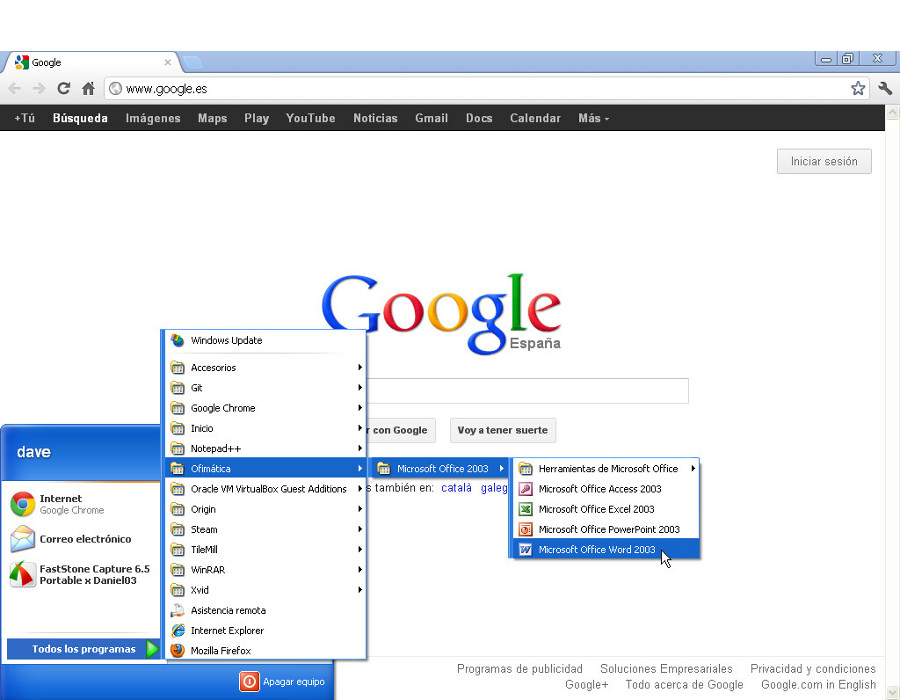 Google
www.google.es
+Tú Búsqueda Imágenes Maps Play YouTube Noticias Gmail Docs Calendar Más
Iniciar sesión
Google
España
r con Google Voy a tener suerte
s también en: català galeg
dave
Internet
Google Chrome
Correo electrónico
FastStone Capture 6.5
Portable x Daniel03
Todos los programas
Apagar equipo
Windows Update
Accesorios
Git
Google Chrome
Inicio
Notepad++
Ofimática
Oracle VM VirtualBox Guest Additions
Origin
Steam
TileMill
WinRAR
Xvid
Asistencia remota
Internet Explorer
Mozilla Firefox
Microsoft Office 2003
Herramientas de Microsoft Office
Microsoft Office Access 2003
Microsoft Office Excel 2003
Microsoft Office PowerPoint 2003
Microsoft Office Word 2003
Programas de publicidad Soluciones Empresariales Privacidad y condiciones
Google+ Todo acerca de Google Google.com in English